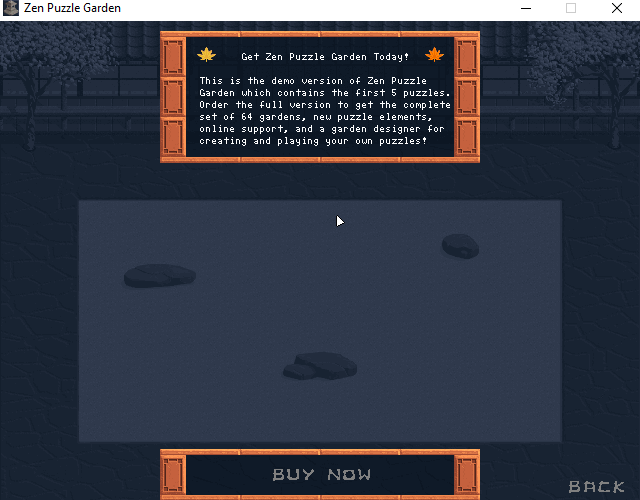 Zen Puzzle Garden
Get Zen Puzzle Garden Today!
This is the demo version of Zen Puzzle
Garden which contains the first 5 puzzles.
Order the full version to get the complete
set of 64 gardens, new puzzle elements,
online support, and a garden designer for
creating and playing your own puzzles!
BUY NOW
BACK